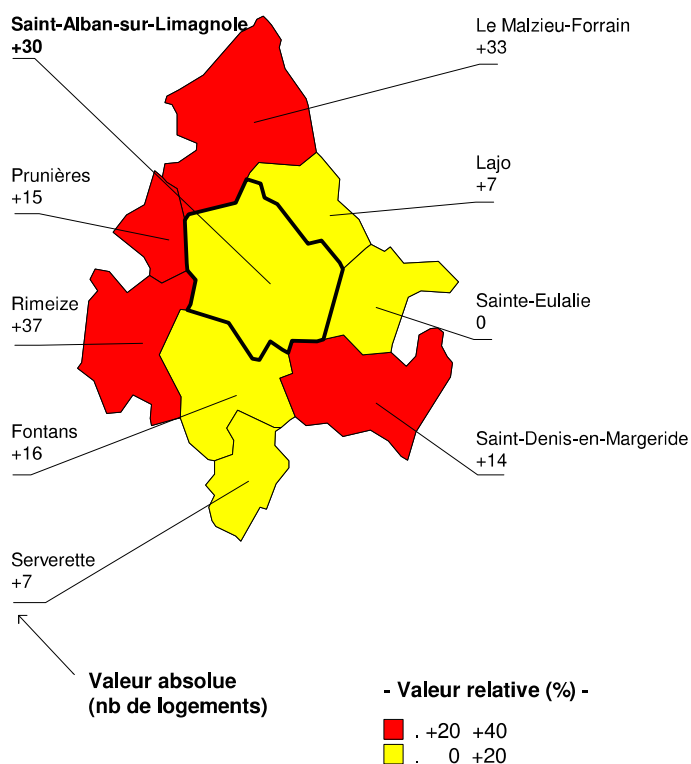 Saint-Alban-sur-Limagnole
+30
Le Malzieu-Forrain
+33
Prunières
+15
Lajo
+7
Rimeize
+37
Sainte-Eulalie
0
Fontans
+16
Saint-Denis-en-Margeride
+14
Serverette
+7
Valeur absolue
(nb de logements)
- Valeur relative (%) -
. +20 +40
. 0 +20